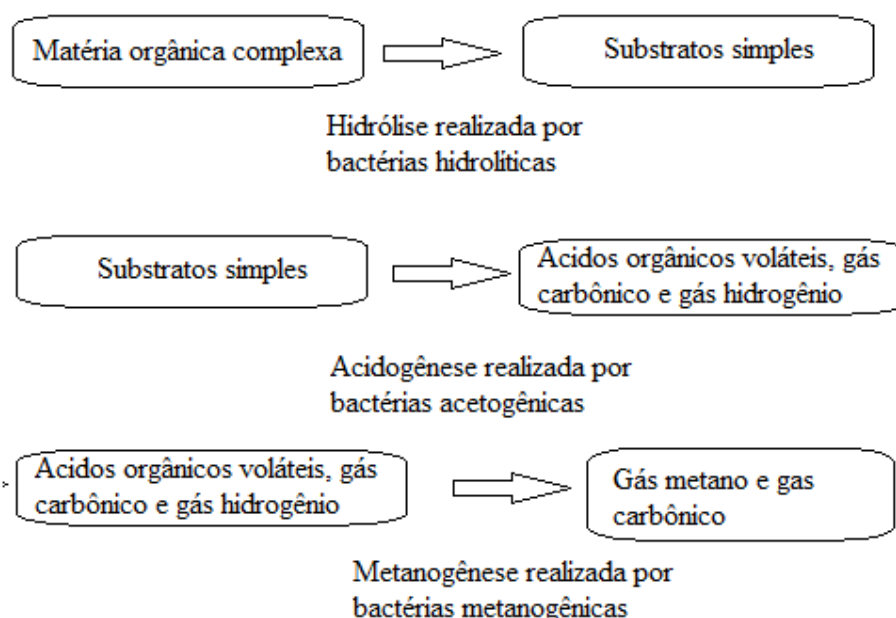 Matéria orgânica complexa
Substratos simples
Hidrólise realizada por
bactérias hidrolíticas
Substratos simples
Acidos orgânicos voláteis, gás
carbônico e gás hidrogênio
Acidogênese realizada por
bactérias acetogênicas
Acidos orgânicos voláteis, gás
carbônico e gás hidrogênio
Gás metano e gas
carbônico
Metanogênese realizada por
bactérias metanogênicas